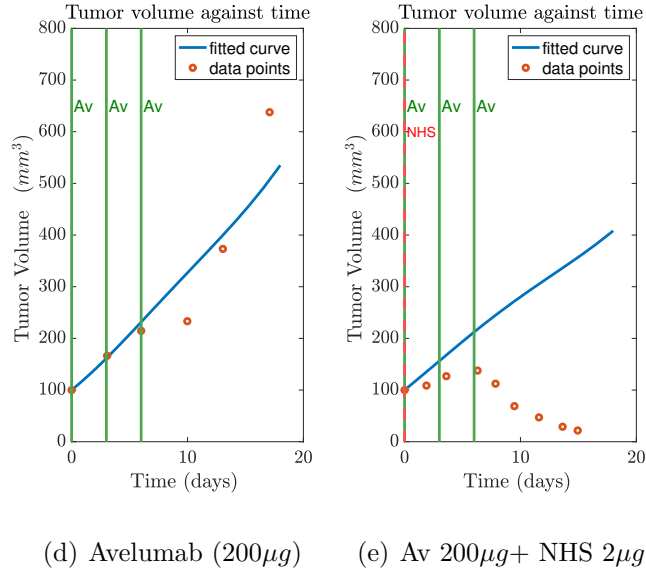 Tumor volume against time
800
700
600
500
400
300
200
100
0
Tumor Volume (mm³)
fitted curve
data points
Av Av Av
0 10 20
Time (days)
(d) Avelumab (200μg)
Tumor volume against time
800
700
600
500
400
300
200
100
0
Tumor Volume (mm³)
fitted curve
data points
Av Av Av
NHS
0 10 20
Time (days)
(e) Av 200μg+ NHS 2μg